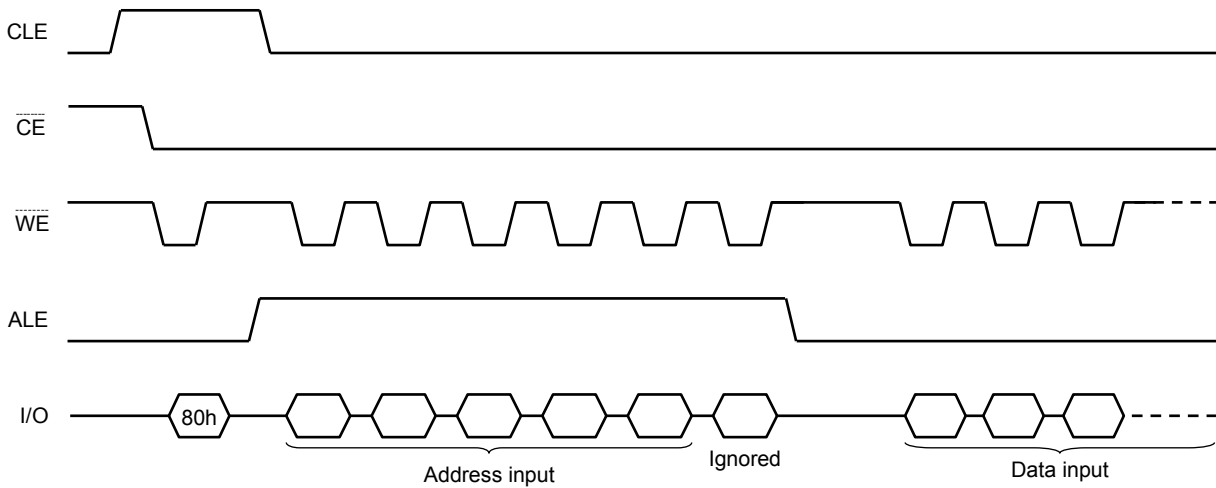 CLE
CE
WE
ALE
I/O
80h
Address input
Ignored
Data input